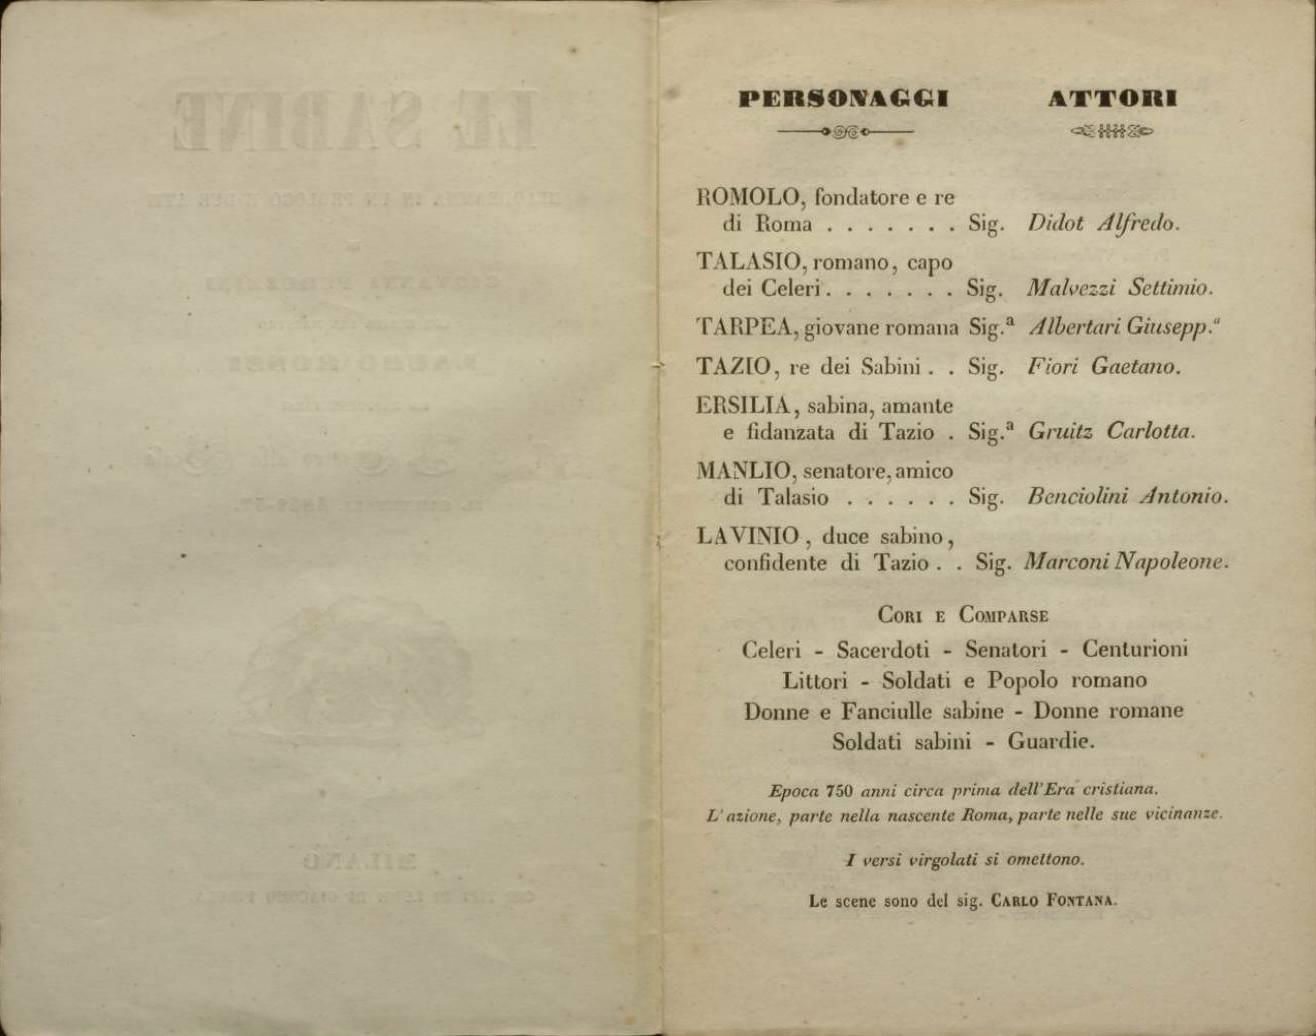 LE SABINE
MILANO
PERSONAGGI ATTORI
ROMOLO, fondatore e re
di Roma . . . . . . . Sig. Didot Alfredo.
TALASIO, romano, capo
dei Celeri . . . . . . . Sig. Malvezzi Settimio.
TARPEA, giovane romana Sig.ª Albertari Giusepp.ª
TAZIO, re dei Sabini . . Sig. Fiori Gaetano.
ERSILIA, sabina, amante
e fidanzata di Tazio . Sig.ª Gruitz Carlotta.
MANLIO, senatore, amico
di Talasio . . . . . . Sig. Benciolini Antonio.
LAVINIO, duce sabino,
confidente di Tazio . . Sig. Marconi Napoleone.
CORI E COMPARSE
Celeri - Sacerdoti - Senatori - Centurioni
Littori - Soldati e Popolo romano
Donne e Fanciulle sabine - Donne romane
Soldati sabini - Guardie.
Epoca 750 anni circa prima dell'Era cristiana.
L'azione, parte nella nascente Roma, parte nelle sue vicinanze.
I versi virgolati si omettono.
Le scene sono del sig. CARLO FONTANA.